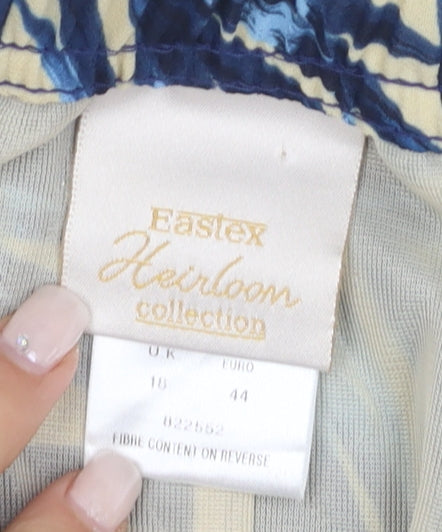 Eastex
Heirloom
collection
U.K EURO
16 44
822552
FIBRE CONTENT ON REVERSE